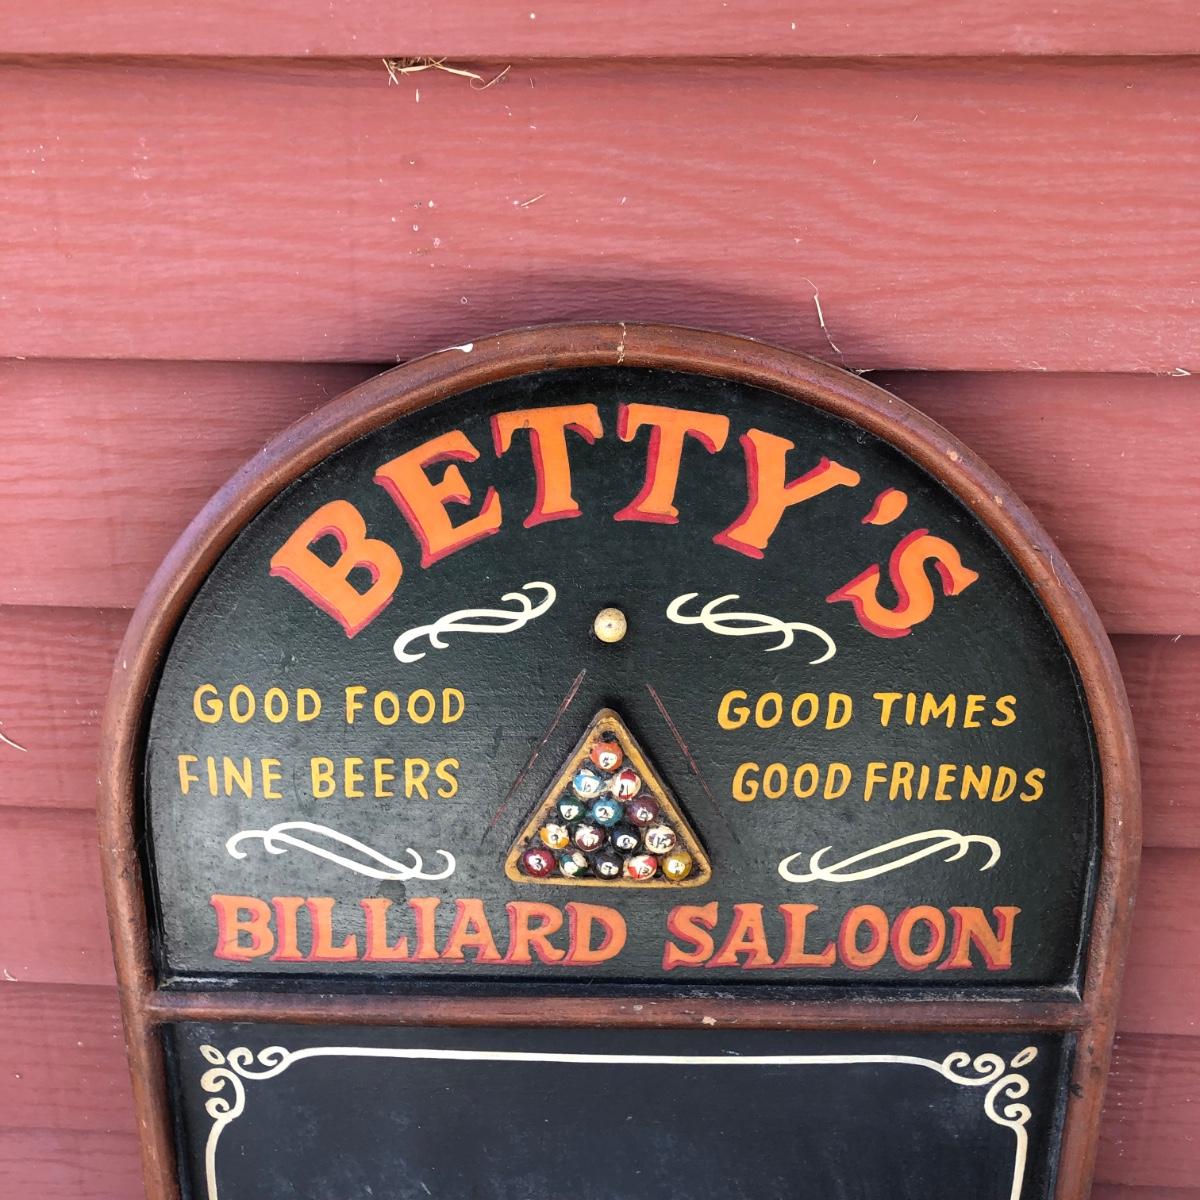 BETTY'S
GOOD FOOD
FINE BEERS
GOOD TIMES
GOOD FRIENDS
BILLIARD SALOON